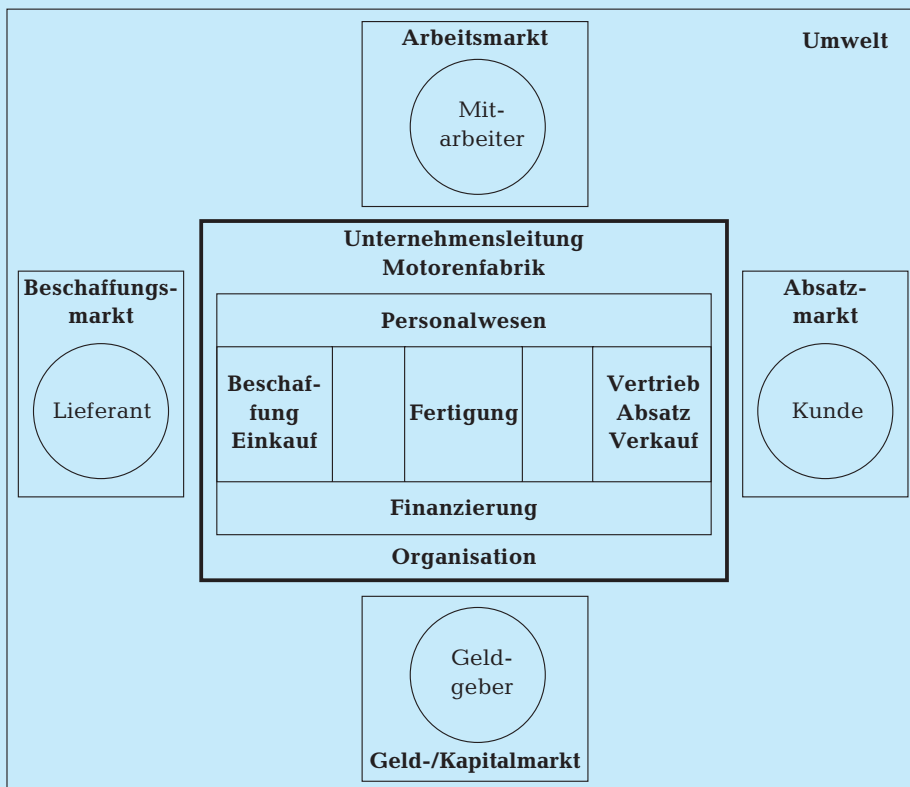 Arbeitsmarkt
Umwelt
Mit-
arbeiter
Unternehmensleitung
Motorenfabrik
Beschaffungs-
markt
Lieferant
Personalwesen
Beschaf-
fung
Einkauf
Fertigung
Vertrieb
Absatz
Verkauf
Finanzierung
Organisation
Absatz-
markt
Kunde
Geld-
geber
Geld-/Kapitalmarkt